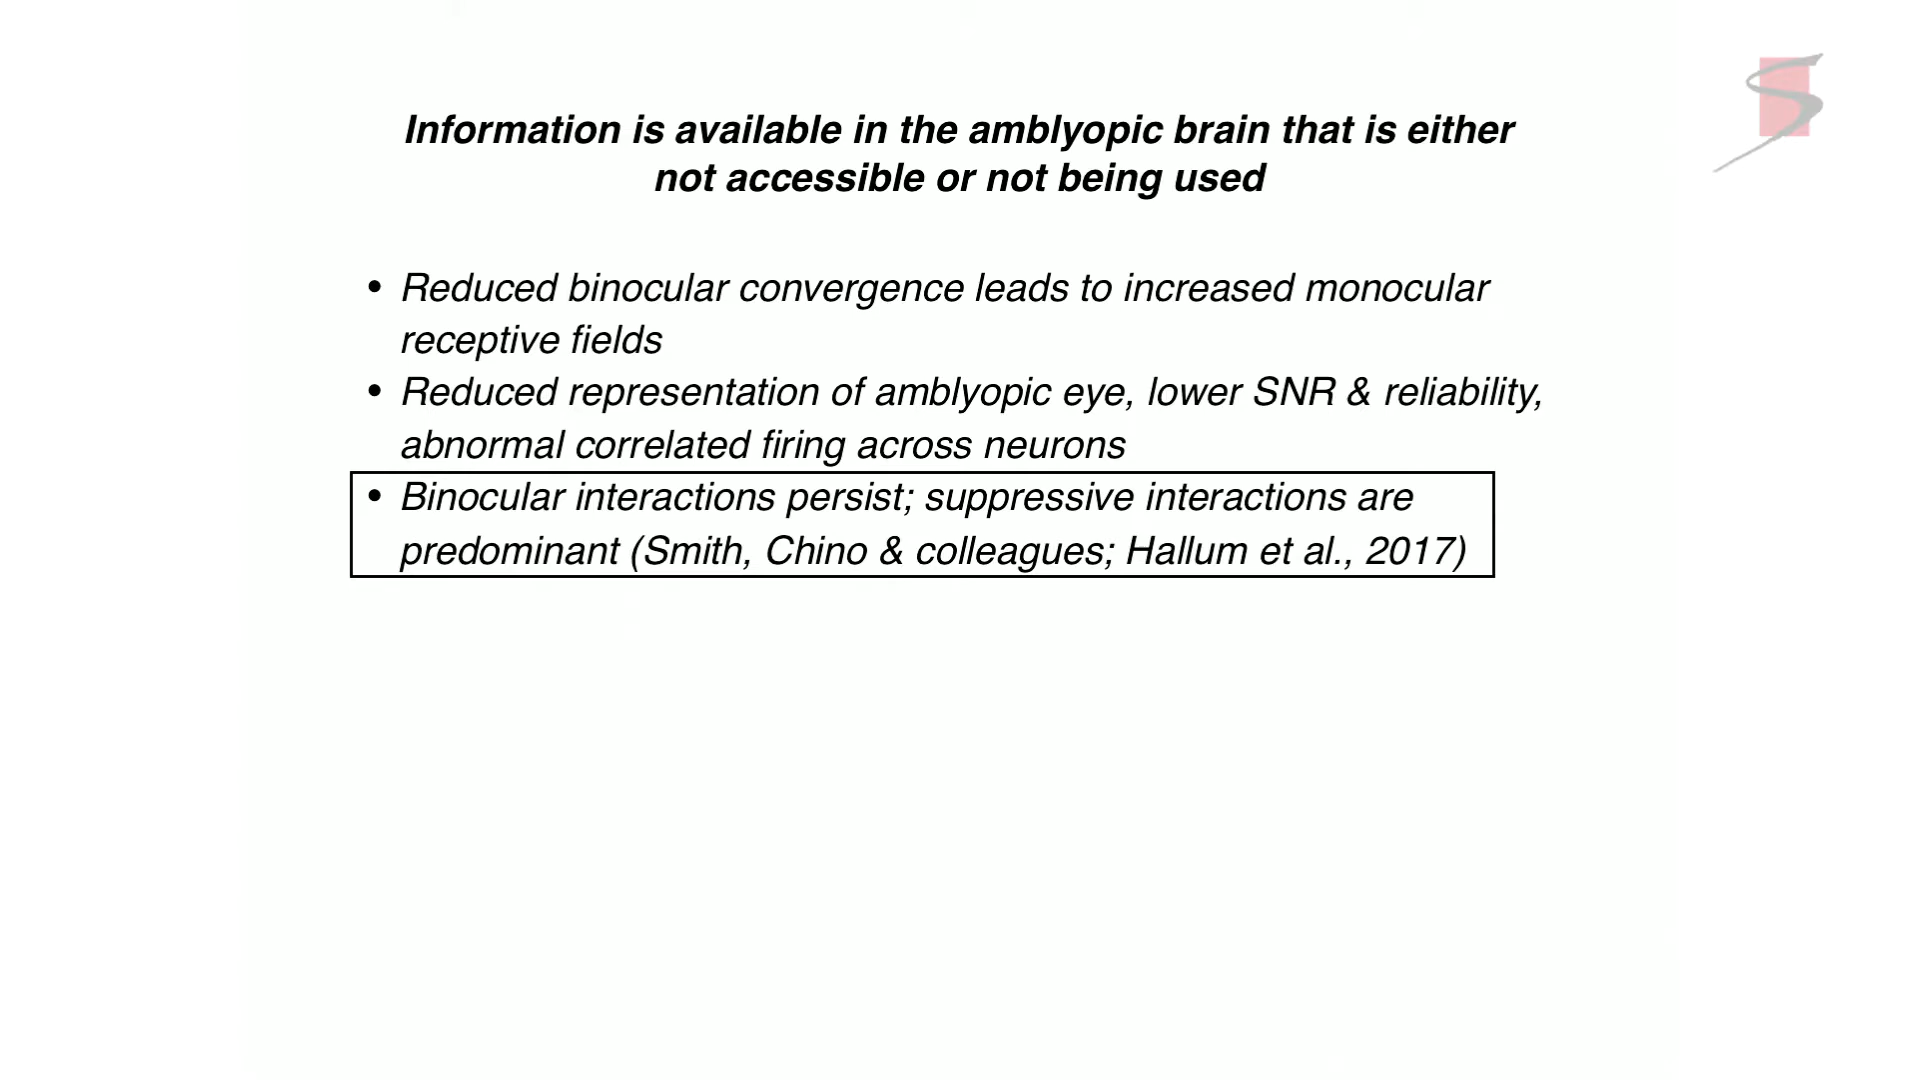 Information is available in the amblyopic brain that is either
not accessible or not being used
• Reduced binocular convergence leads to increased monocular
receptive fields
• Reduced representation of amblyopic eye, lower SNR & reliability,
abnormal correlated firing across neurons
• Binocular interactions persist; suppressive interactions are
predominant (Smith, Chino & colleagues; Hallum et al., 2017)